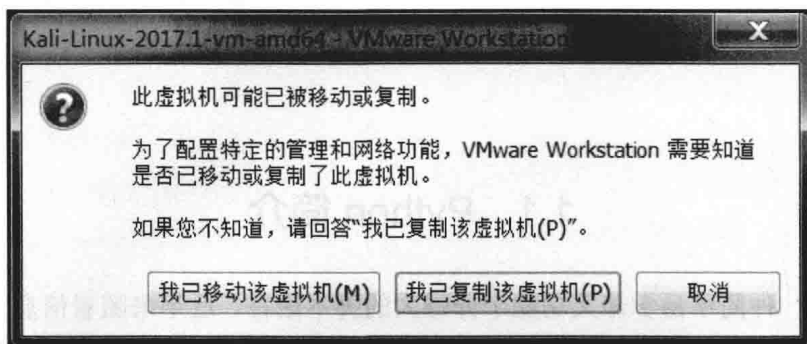 Kali-Linux-2017.1-vm-amd64 - VMware Workstation
此虚拟机可能已被移动或复制。
为了配置特定的管理和网络功能，VMware Workstation 需要知道
是否已移动或复制了此虚拟机。
如果您不知道，请回答“我已复制该虚拟机(P)”。
我已移动该虚拟机(M)
我已复制该虚拟机(P)
取消